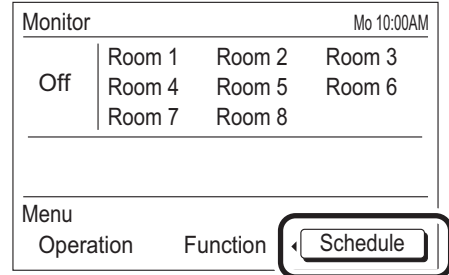 Monitor Mo 10:00AM
Off
Room 1 Room 2 Room 3
Room 4 Room 5 Room 6
Room 7 Room 8
Menu
Operation Function Schedule